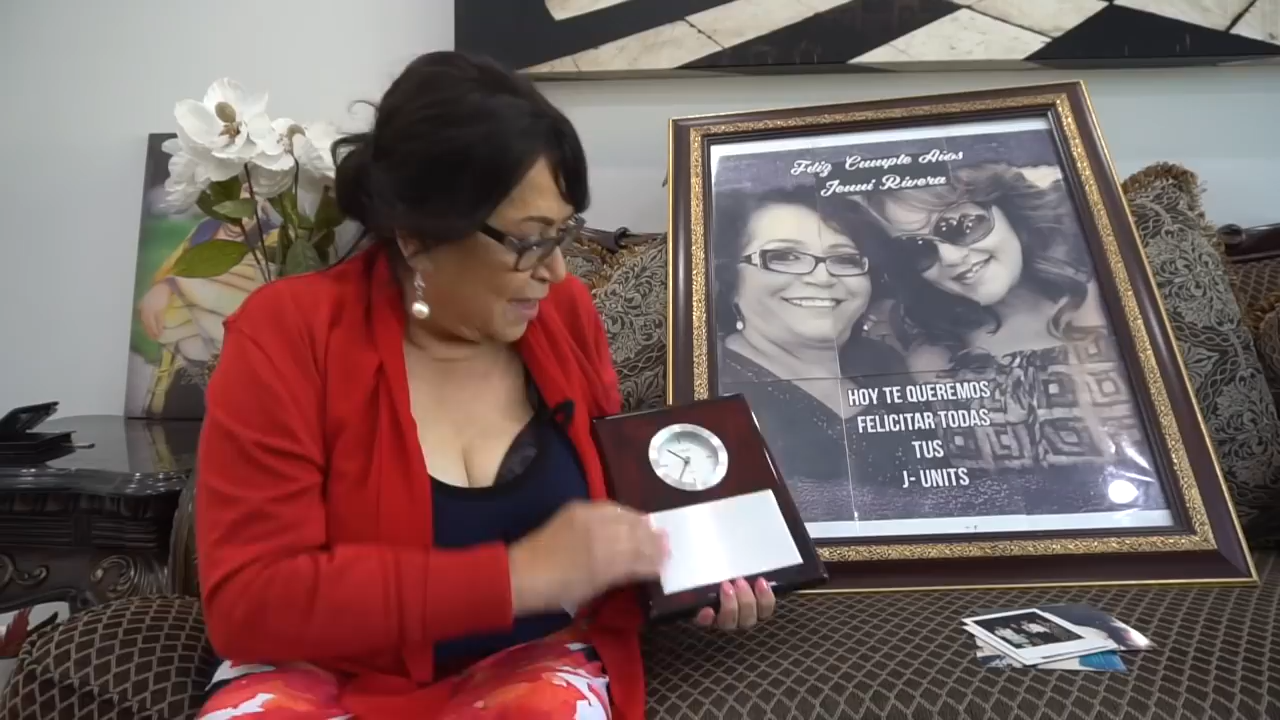 Feliz Cumple Años
Jenni Rivera
HOY TE QUEREMOS
FELICITAR TODAS
TUS
J- UNITS